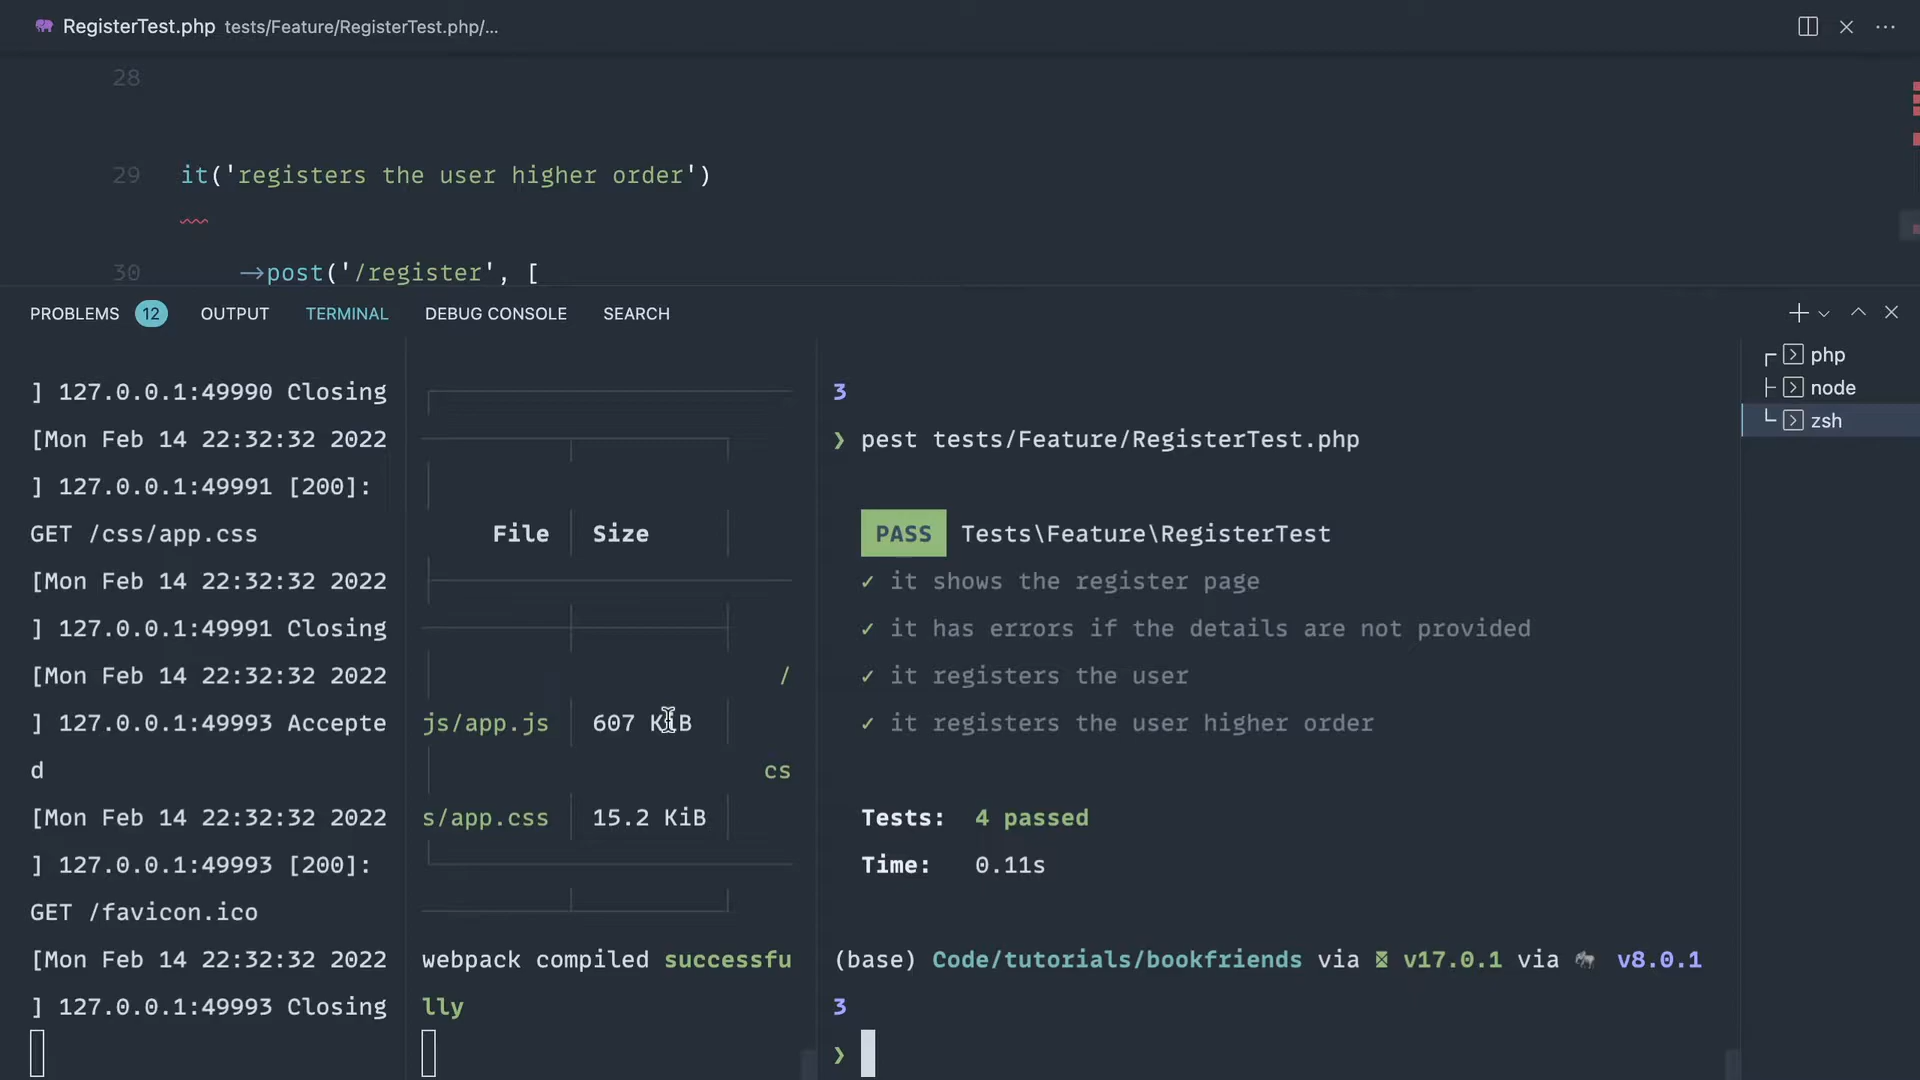 RegisterTest.php tests/Feature/RegisterTest.php/...
28
29 it('registers the user higher order')
30 ->post('/register', [
PROBLEMS 12 OUTPUT TERMINAL DEBUG CONSOLE SEARCH
] 127.0.0.1:49990 Closing
[Mon Feb 14 22:32:32 2022
] 127.0.0.1:49991 [200]:
GET /css/app.css
[Mon Feb 14 22:32:32 2022
] 127.0.0.1:49991 Closing
[Mon Feb 14 22:32:32 2022
] 127.0.0.1:49993 Accepte
d
[Mon Feb 14 22:32:32 2022
] 127.0.0.1:49993 [200]:
GET /favicon.ico
[Mon Feb 14 22:32:32 2022
] 127.0.0.1:49993 Closing
File Size
/
js/app.js 607 KiB
cs
s/app.css 15.2 KiB
webpack compiled successfu
lly
3
❯ pest tests/Feature/RegisterTest.php
PASS Tests\Feature\RegisterTest
✓ it shows the register page
✓ it has errors if the details are not provided
✓ it registers the user
✓ it registers the user higher order
Tests: 4 passed
Time: 0.11s
(base) Code/tutorials/bookfriends via v17.0.1 via 🐘 v8.0.1
3
❯
php
node
zsh